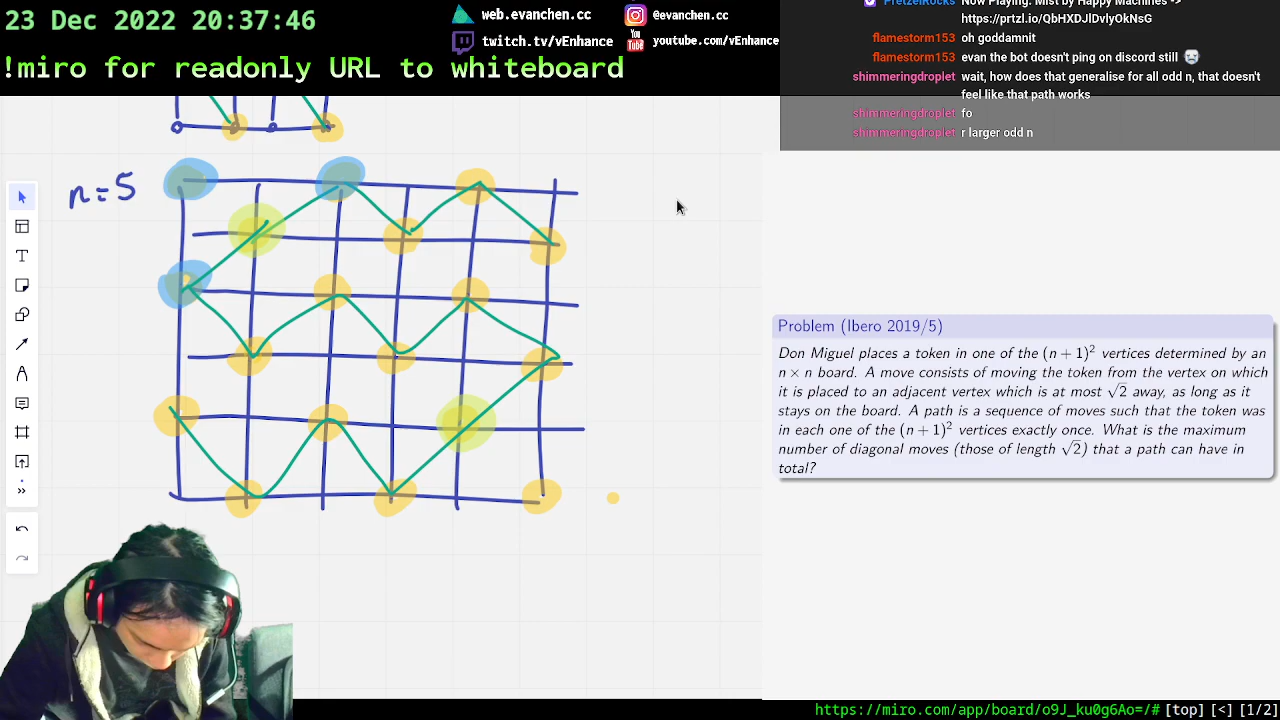 23 Dec 2022 20:37:46
web.evanchen.cc
@evanchen.cc
twitch.tv/vEnhance
youtube.com/vEnhance
!miro for readonly URL to whiteboard
PretzelRocks Now Playing: Mist by Happy Machines ->
https://prtzl.io/QbHXDJlDvlyOkNsG
flamestorm153 oh goddamnit
flamestorm153 evan the bot doesn't ping on discord still
shimmeringdroplet wait, how does that generalise for all odd n, that doesn't
feel like that path works
shimmeringdroplet fo
shimmeringdroplet r larger odd n
n=5
Problem (Ibero 2019/5)
Don Miguel places a token in one of the (n + 1)² vertices determined by an
n × n board. A move consists of moving the token from the vertex on which
it is placed to an adjacent vertex which is at most √2 away, as long as it
stays on the board. A path is a sequence of moves such that the token was
in each one of the (n + 1)² vertices exactly once. What is the maximum
number of diagonal moves (those of length √2) that a path can have in
total?
https://miro.com/app/board/o9J_ku0g6Ao=/# [top] [<] [1/2]